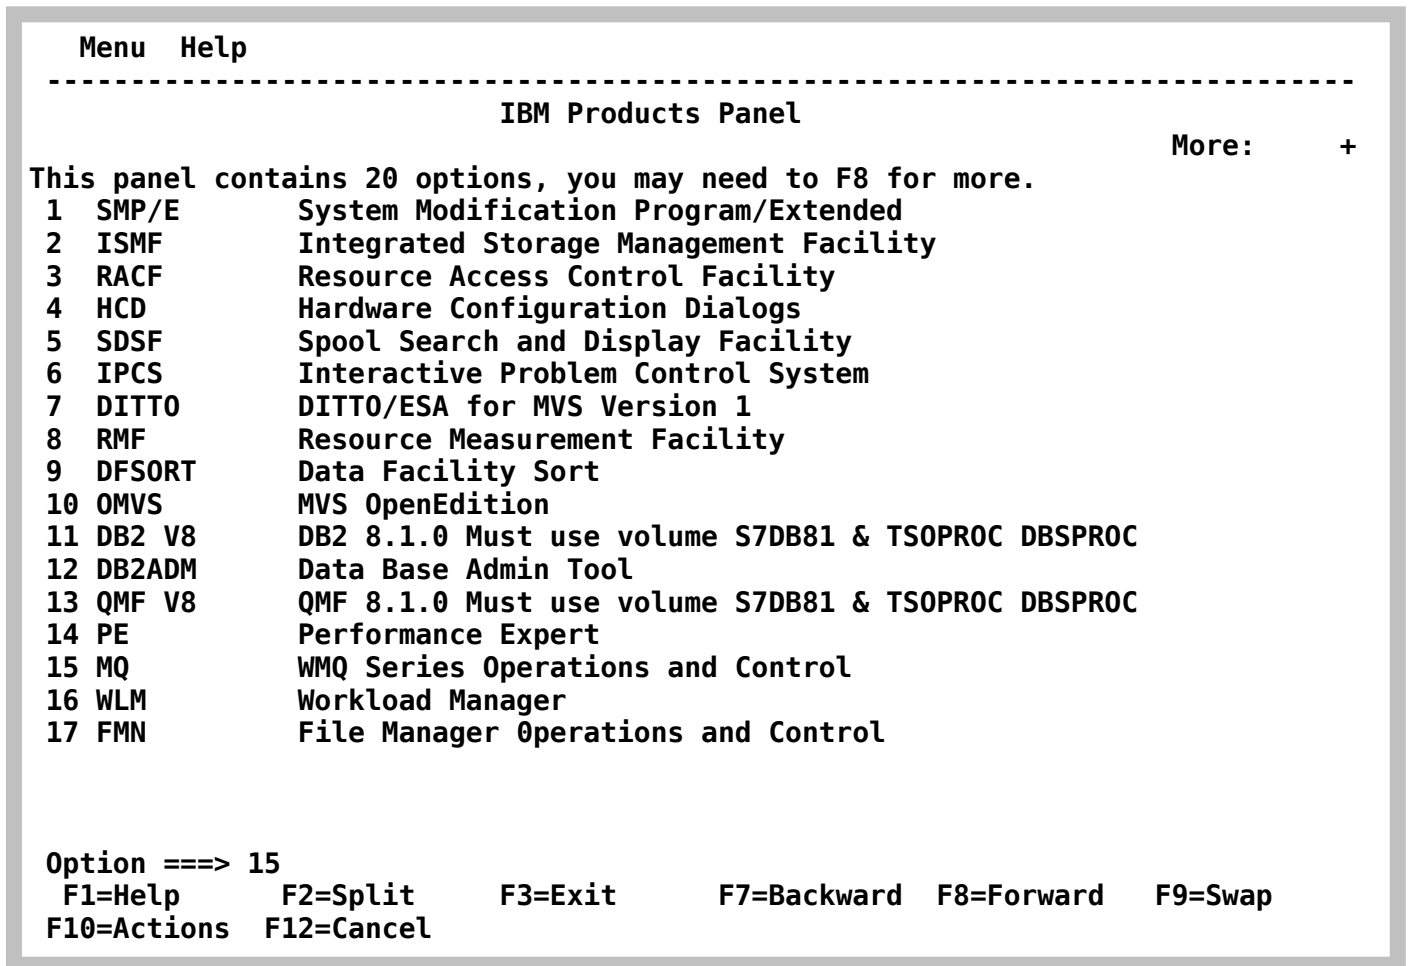 Menu  Help
------------------------------------------------------------------------------
IBM Products Panel
More:     +
This panel contains 20 options, you may need to F8 for more.
1  SMP/E       System Modification Program/Extended
2  ISMF        Integrated Storage Management Facility
3  RACF        Resource Access Control Facility
4  HCD         Hardware Configuration Dialogs
5  SDSF        Spool Search and Display Facility
6  IPCS        Interactive Problem Control System
7  DITTO       DITTO/ESA for MVS Version 1
8  RMF         Resource Measurement Facility
9  DFSORT      Data Facility Sort
10 OMVS        MVS OpenEdition
11 DB2 V8      DB2 8.1.0 Must use volume S7DB81 & TSOPROC DBSPROC
12 DB2ADM      Data Base Admin Tool
13 QMF V8      QMF 8.1.0 Must use volume S7DB81 & TSOPROC DBSPROC
14 PE          Performance Expert
15 MQ          WMQ Series Operations and Control
16 WLM         Workload Manager
17 FMN         File Manager 0perations and Control
Option ===> 15
F1=Help      F2=Split     F3=Exit      F7=Backward  F8=Forward   F9=Swap
F10=Actions  F12=Cancel